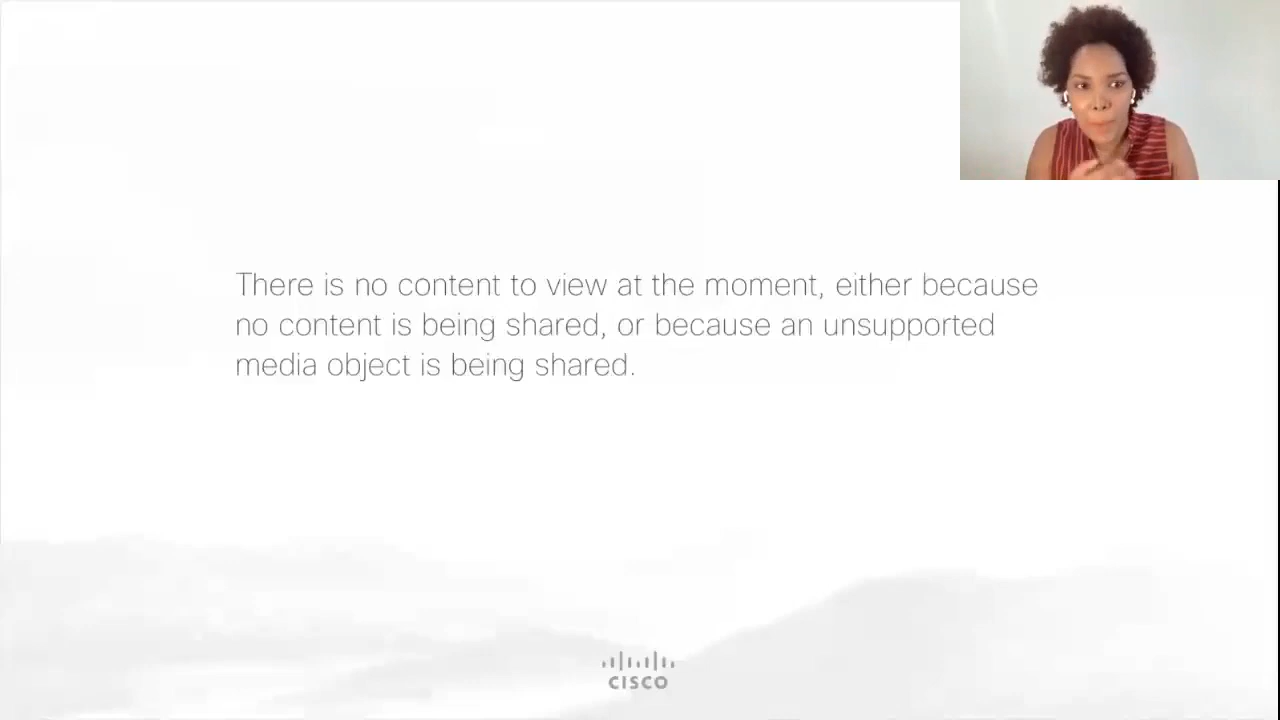 There is no content to view at the moment, either because
no content is being shared, or because an unsupported
media object is being shared.
CISCO